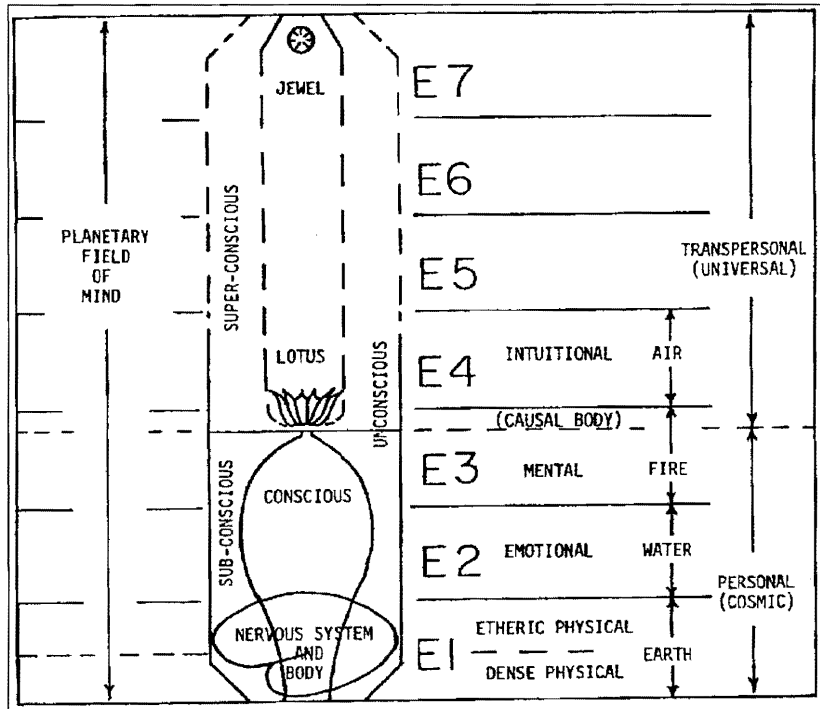 PLANETARY
FIELD
OF
MIND
SUPER-CONSCIOUS
SUB-CONSCIOUS
UNCONSCIOUS
JEWEL
LOTUS
CONSCIOUS
NERVOUS SYSTEM
AND
BODY
E7
E6
E5
E4 INTUITIONAL AIR
(CAUSAL BODY)
E3 MENTAL FIRE
E2 EMOTIONAL WATER
E1 ETHERIC PHYSICAL
DENSE PHYSICAL
EARTH
TRANSPERSONAL
(UNIVERSAL)
PERSONAL
(COSMIC)